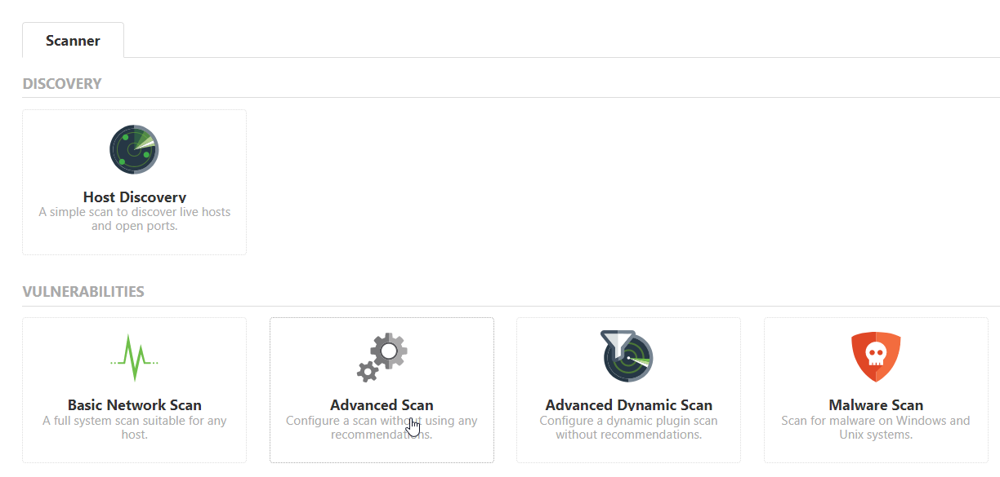 Scanner
DISCOVERY
Host Discovery
A simple scan to discover live hosts
and open ports.
VULNERABILITIES
Basic Network Scan
A full system scan suitable for any
host.
Advanced Scan
Configure a scan without using any
recommendations.
Advanced Dynamic Scan
Configure a dynamic plugin scan
without recommendations.
Malware Scan
Scan for malware on Windows and
Unix systems.